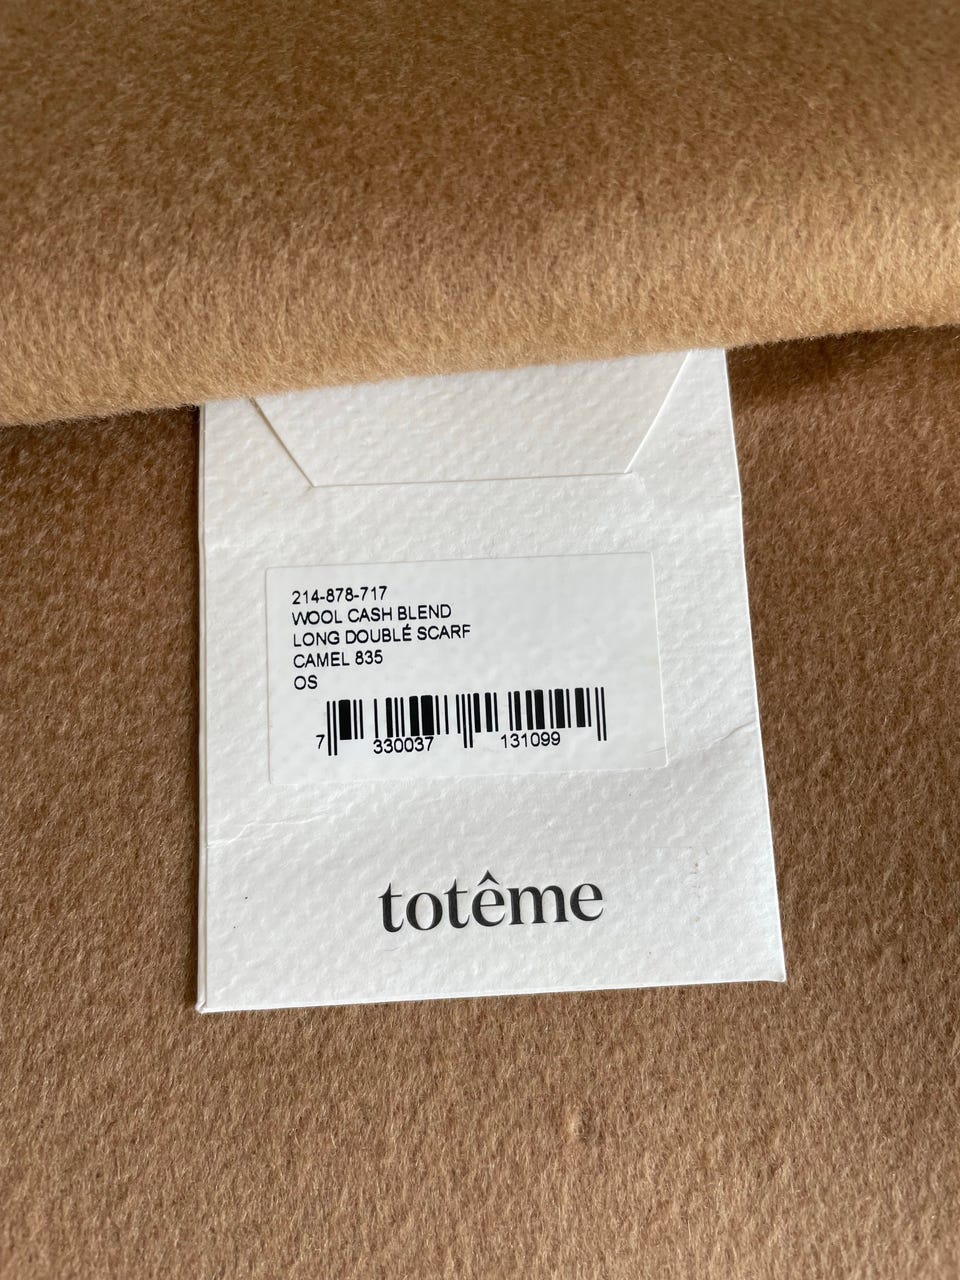 214-878-717
WOOL CASH BLEND
LONG DOUBLÉ SCARF
CAMEL 835
OS
7 330037 131099
totême